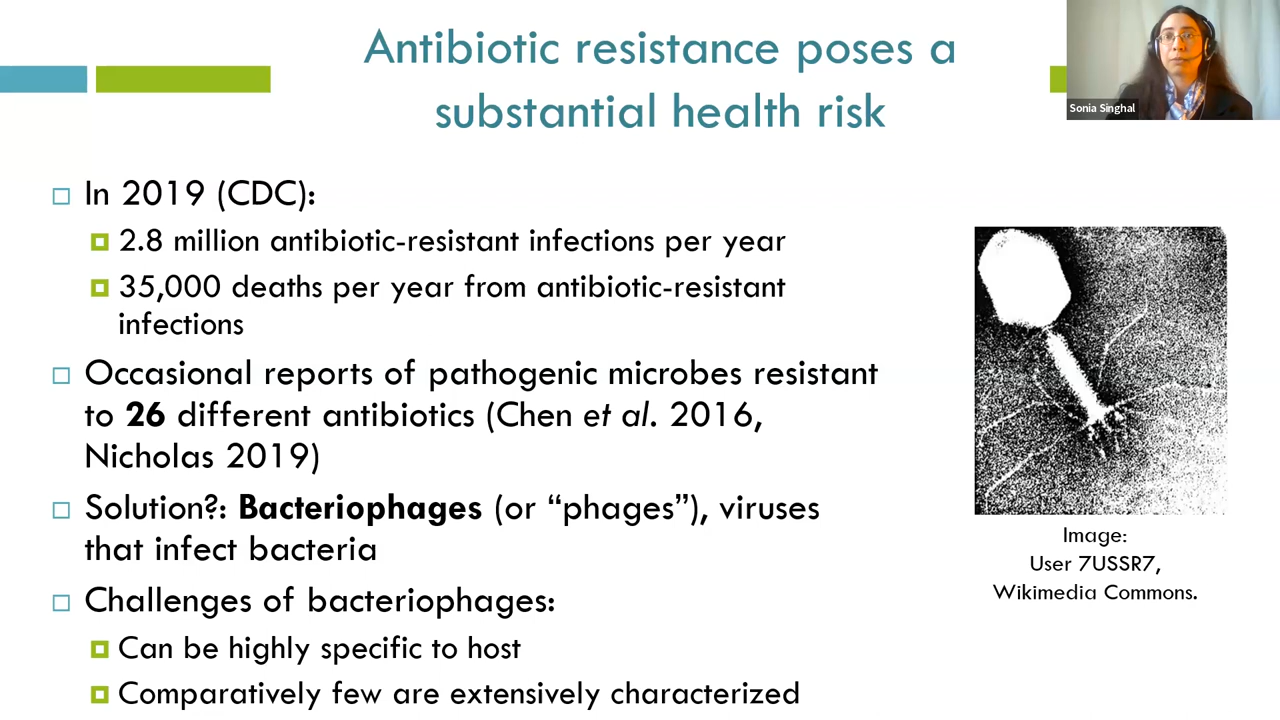 Antibiotic resistance poses a
substantial health risk
Sonia Singhal
In 2019 (CDC):
2.8 million antibiotic-resistant infections per year
35,000 deaths per year from antibiotic-resistant
infections
Occasional reports of pathogenic microbes resistant
to 26 different antibiotics (Chen et al. 2016,
Nicholas 2019)
Solution?: Bacteriophages (or “phages”), viruses
that infect bacteria
Challenges of bacteriophages:
Can be highly specific to host
Comparatively few are extensively characterized
Image:
User 7USSR7,
Wikimedia Commons.